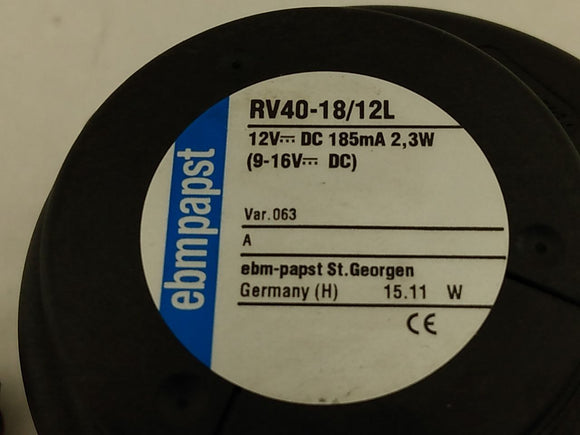 ebmpapst
RV40-18/12L
12V⎓ DC 185mA 2,3W
(9-16V⎓ DC)
Var.063
A
ebm-papst St.Georgen
Germany (H) 15.11 W
CE